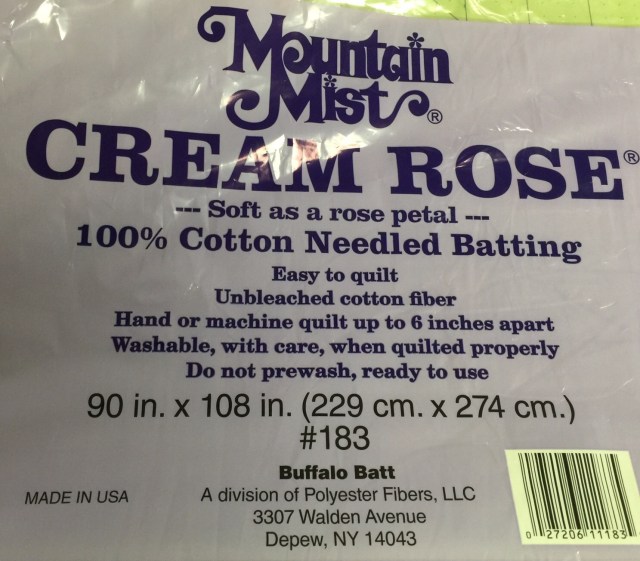 Mountain
Mist®
CREAM ROSE®
--- Soft as a rose petal ---
100% Cotton Needled Batting
Easy to quilt
Unbleached cotton fiber
Hand or machine quilt up to 6 inches apart
Washable, with care, when quilted properly
Do not prewash, ready to use
90 in. x 108 in. (229 cm. x 274 cm.)
#183
Buffalo Batt
A division of Polyester Fibers, LLC
3307 Walden Avenue
Depew, NY 14043
MADE IN USA
0 27206 11183